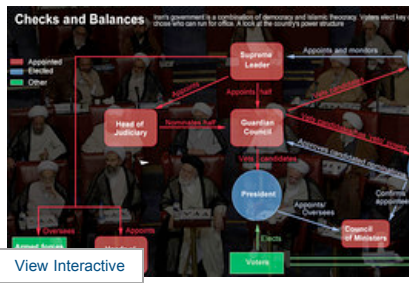 Checks and Balances
Iran's government is a combination of democracy and Islamic theocracy. Voters elect key
those who can run for office. A look at the country's power structure
Appointed
Elected
Other
Supreme
Leader
Appoints and monitors
Appoints
Appoints half
Vets candidates
Head of
Judiciary
Nominates half
Guardian
Council
Vets candidates
President
Appoints/
Oversees
Confirms
Council
of Ministers
Oversees
Appoints
Elects
Armed forces
Voters
View Interactive